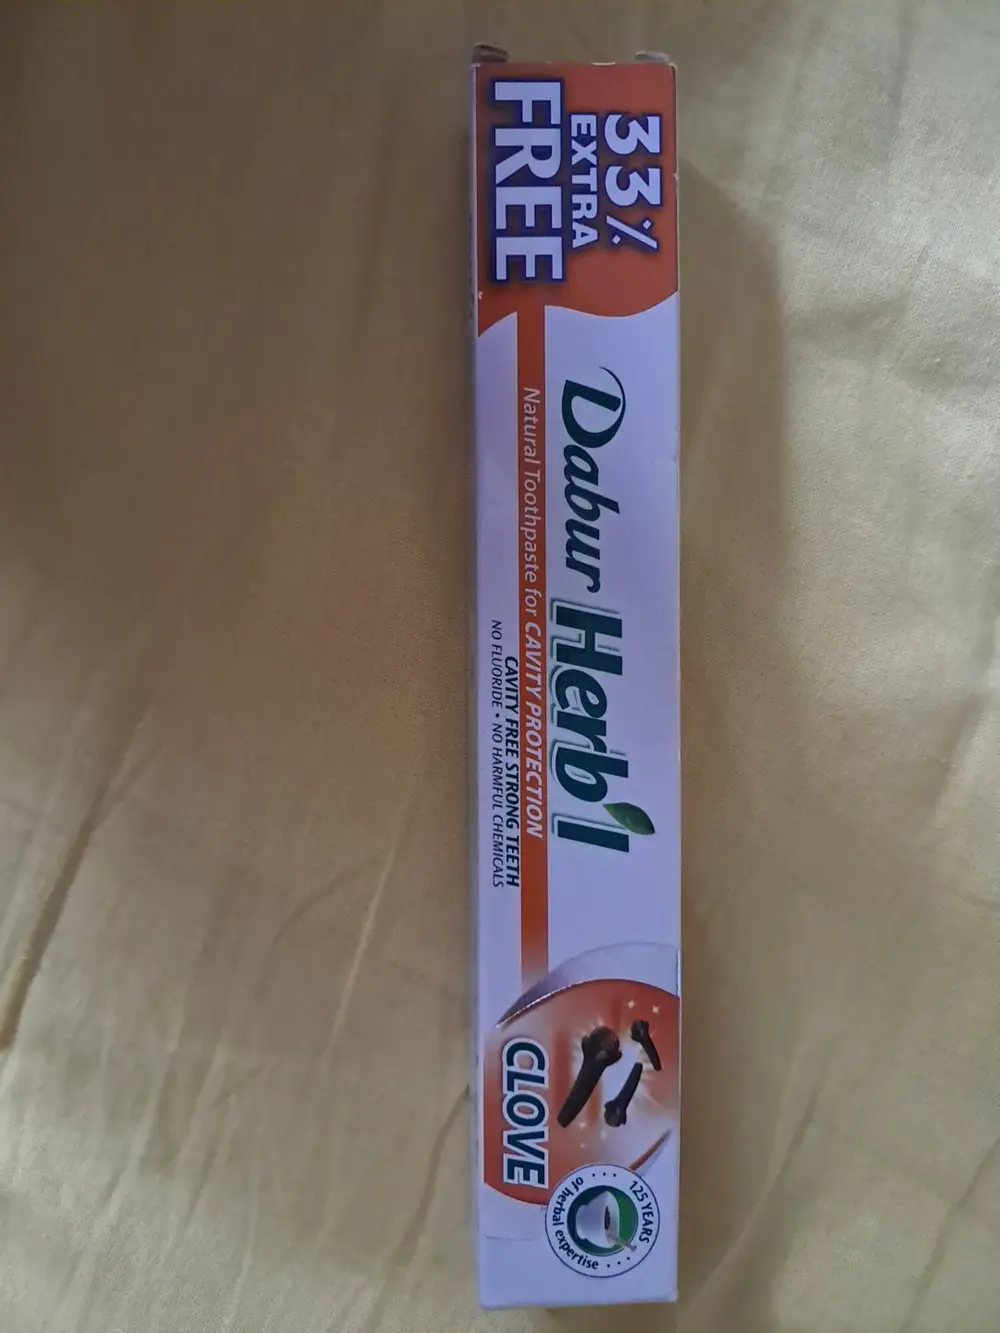 33%
EXTRA
FREE
Dabur Herb'l
Natural Toothpaste for CAVITY PROTECTION
CAVITY FREE STRONG TEETH
NO FLUORIDE • NO HARMFUL CHEMICALS
CLOVE
125 YEARS
of herbal expertise